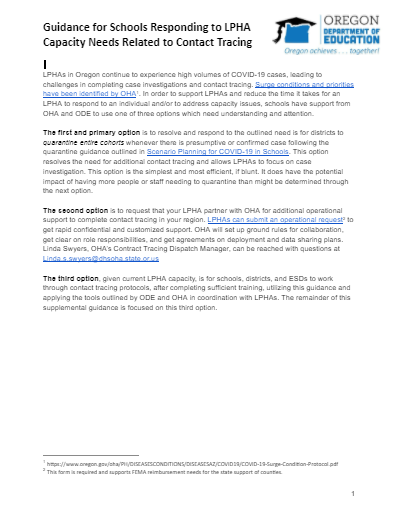 Guidance for Schools Responding to LPHA
Capacity Needs Related to Contact Tracing
OREGON
DEPARTMENT OF
EDUCATION
Oregon achieves . . . together!
LPHAs in Oregon continue to experience high volumes of COVID-19 cases, leading to
challenges in completing case investigations and contact tracing. Surge conditions and priorities
have been identified by OHA1. In order to support LPHAs and reduce the time it takes for an
LPHA to respond to an individual and/or to address capacity issues, schools have support from
OHA and ODE to use one of three options which need understanding and attention.
The first and primary option is to resolve and respond to the outlined need is for districts to
quarantine entire cohorts whenever there is presumptive or confirmed case following the
quarantine guidance outlined in Scenario Planning for COVID-19 in Schools. This option
resolves the need for additional contact tracing and allows LPHAs to focus on case
investigation. This option is the simplest and most efficient, if blunt. It does have the potential
impact of having more people or staff needing to quarantine than might be determined through
the next option.
The second option is to request that your LPHA partner with OHA for additional operational
support to complete contact tracing in your region. LPHAs can submit an operational request2 to
get rapid confidential and customized support. OHA will set up ground rules for collaboration,
get clear on role responsibilities, and get agreements on deployment and data sharing plans.
Linda Swyers, OHA's Contract Tracing Dispatch Manager, can be reached with questions at
Linda.s.swyers@dhsoha.state.or.us
The third option, given current LPHA capacity, is for schools, districts, and ESDs to work
through contact tracing protocols, after completing sufficient training, utilizing this guidance and
applying the tools outlined by ODE and OHA in coordination with LPHAs. The remainder of this
supplemental guidance is focused on this third option.
1 https://www.oregon.gov/oha/PH/DISEASESCONDITIONS/DISEASESAZ/COVID19/COVID-19-Surge-Condition-Protocol.pdf
2 This form is required and supports FEMA reimbursement needs for the state support of counties.
1